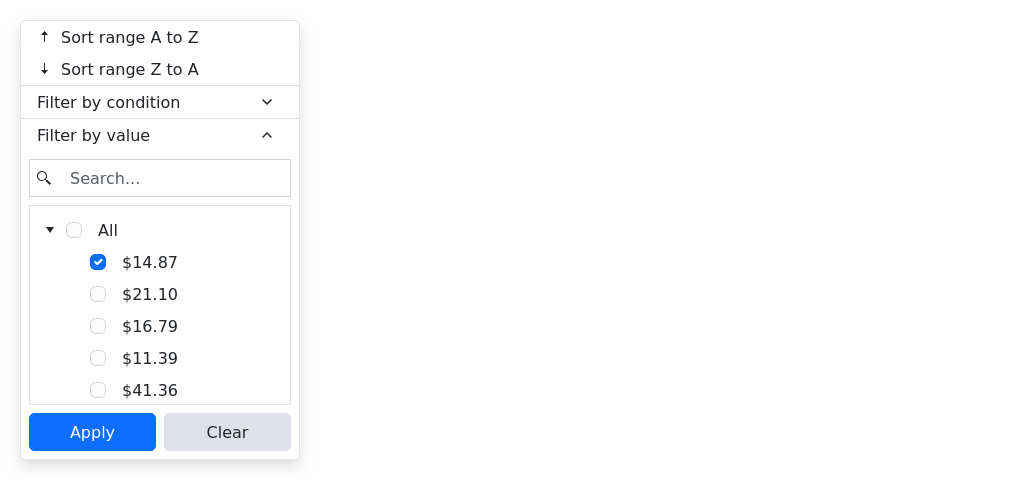 Sort range A to Z
Sort range Z to A
Filter by condition
Filter by value
Search...
All
$14.87
$21.10
$16.79
$11.39
$41.36
Apply
Clear